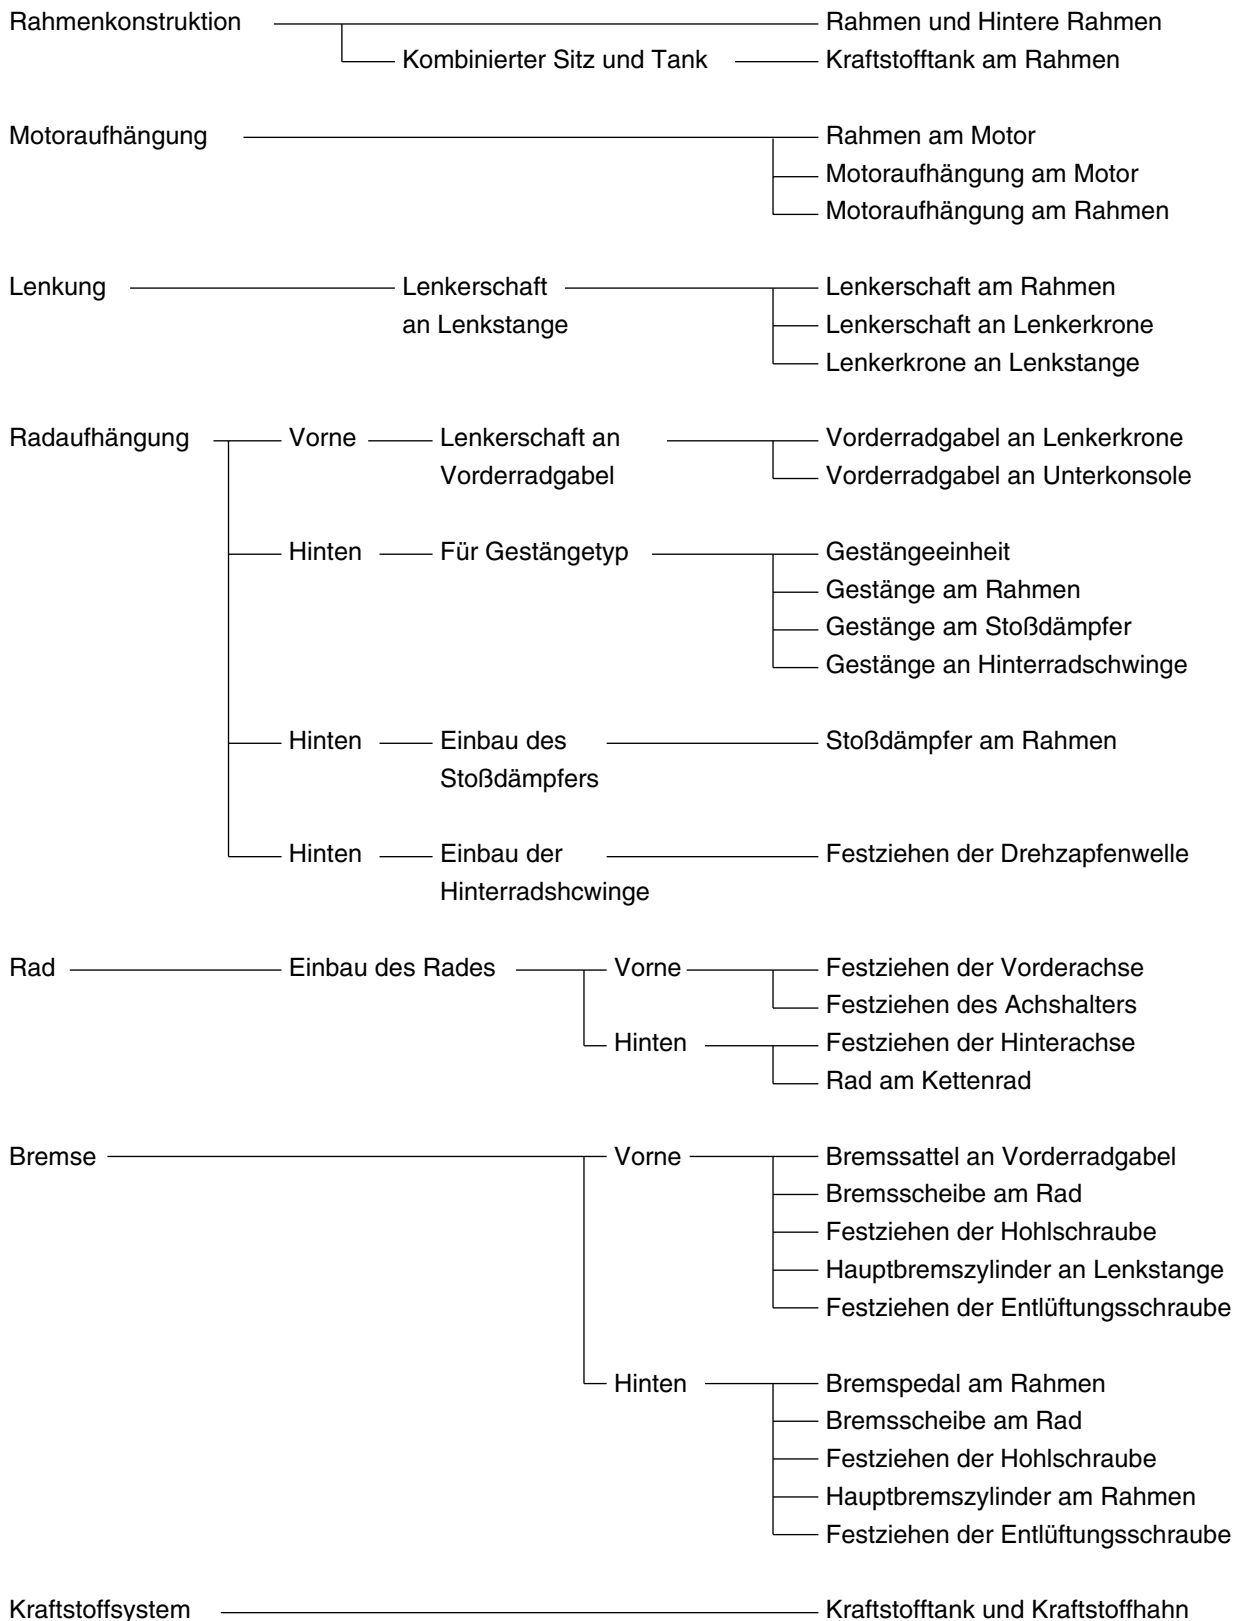 Rahmenkonstruktion Rahmen und Hintere Rahmen
Kombinierter Sitz und Tank Kraftstofftank am Rahmen
Motoraufhängung Rahmen am Motor
Motoraufhängung am Motor
Motoraufhängung am Rahmen
Lenkung Lenkerschaft Lenkerschaft am Rahmen
an Lenkstange Lenkerschaft an Lenkerkrone
Lenkerkrone an Lenkstange
Radaufhängung Vorne Lenkerschaft an Vorderradgabel an Lenkerkrone
Vorderradgabel Vorderradgabel an Unterkonsole
Hinten Für Gestängetyp Gestängeeinheit
Gestänge am Rahmen
Gestänge am Stoßdämpfer
Gestänge an Hinterradschwinge
Hinten Einbau des Stoßdämpfer am Rahmen
Stoßdämpfers
Hinten Einbau der Festziehen der Drehzapfenwelle
Hinterradshcwinge
Rad Einbau des Rades Vorne Festziehen der Vorderachse
Festziehen des Achshalters
Hinten Festziehen der Hinterachse
Rad am Kettenrad
Bremse Vorne Bremssattel an Vorderradgabel
Bremsscheibe am Rad
Festziehen der Hohlschraube
Hauptbremszylinder an Lenkstange
Festziehen der Entlüftungsschraube
Hinten Bremspedal am Rahmen
Bremsscheibe am Rad
Festziehen der Hohlschraube
Hauptbremszylinder am Rahmen
Festziehen der Entlüftungsschraube
Kraftstoffsystem Kraftstofftank und Kraftstoffhahn